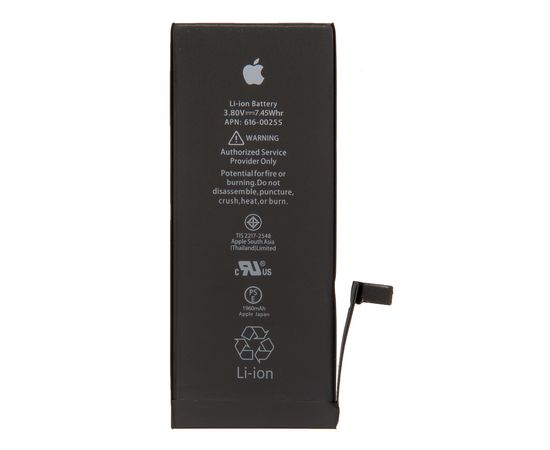 Li-ion Battery
3.80V⎓7.45Whr
APN: 616-00255
WARNING
Authorized Service
Provider Only
Potential for fire or
burning.Do not
disassemble,puncture,
crush,heat,or burn.
TIS 2217-2548
Apple South Asia
(Thailand)Limited
c RU US
PS
E
1960mAh
Apple Japan
Li-ion